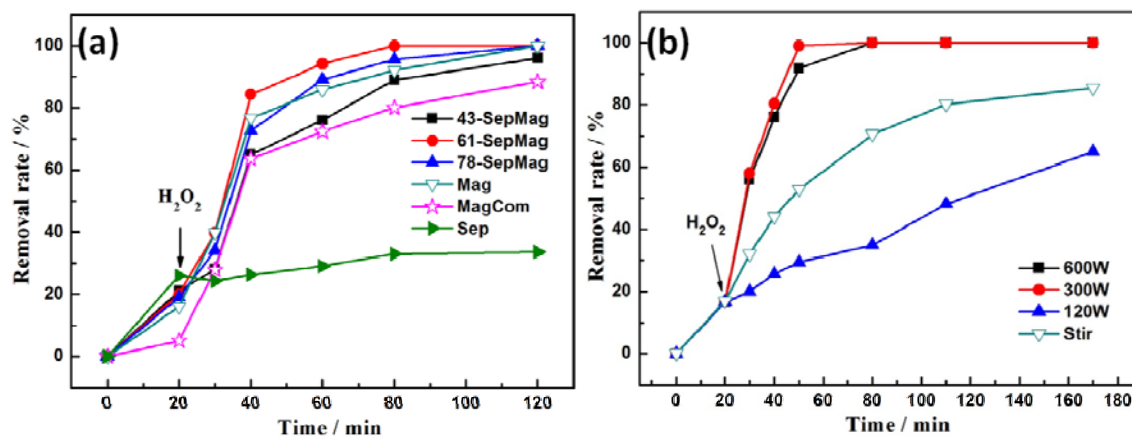 (a)
Removal rate / %
100
80
60
40
20
0
H₂O₂
43-SepMag
61-SepMag
78-SepMag
Mag
MagCom
Sep
0 20 40 60 80 100 120
Time / min
(b)
Removal rate / %
100
80
60
40
20
0
H₂O₂
600W
300W
120W
Stir
0 20 40 60 80 100 120 140 160 180
Time / min